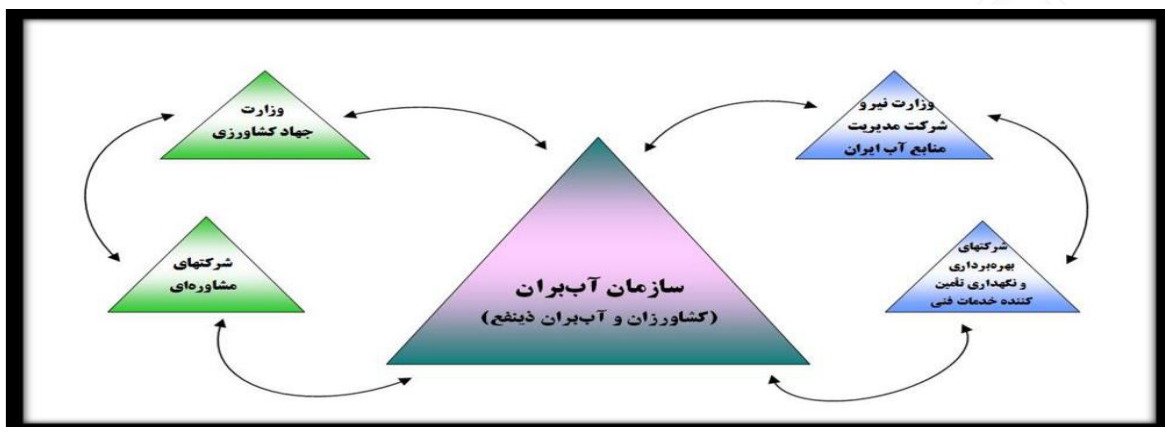 وزارت نیرو
شرکت مدیریت
منابع آب ایران
وزارت
جهاد کشاورزی
شرکتهای
بهره‌برداری
و نگهداری تأمین
کننده خدمات فنی
شرکتهای
مشاوره‌ای
سازمان آب‌بران
(کشاورزان و آب‌بران ذینفع)